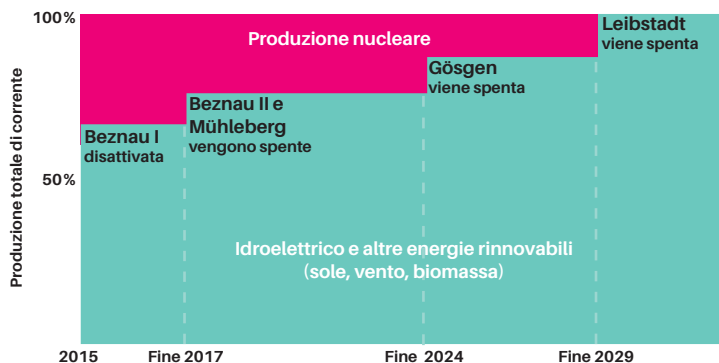 100%
Produzione nucleare
Leibstadt
viene spenta
Gösgen
viene spenta
Beznau II e
Mühleberg
vengono spente
Beznau I
disattivata
50%
Produzione totale di corrente
Idroelettrico e altre energie rinnovabili
(sole, vento, biomassa)
2015
Fine 2017
Fine 2024
Fine 2029